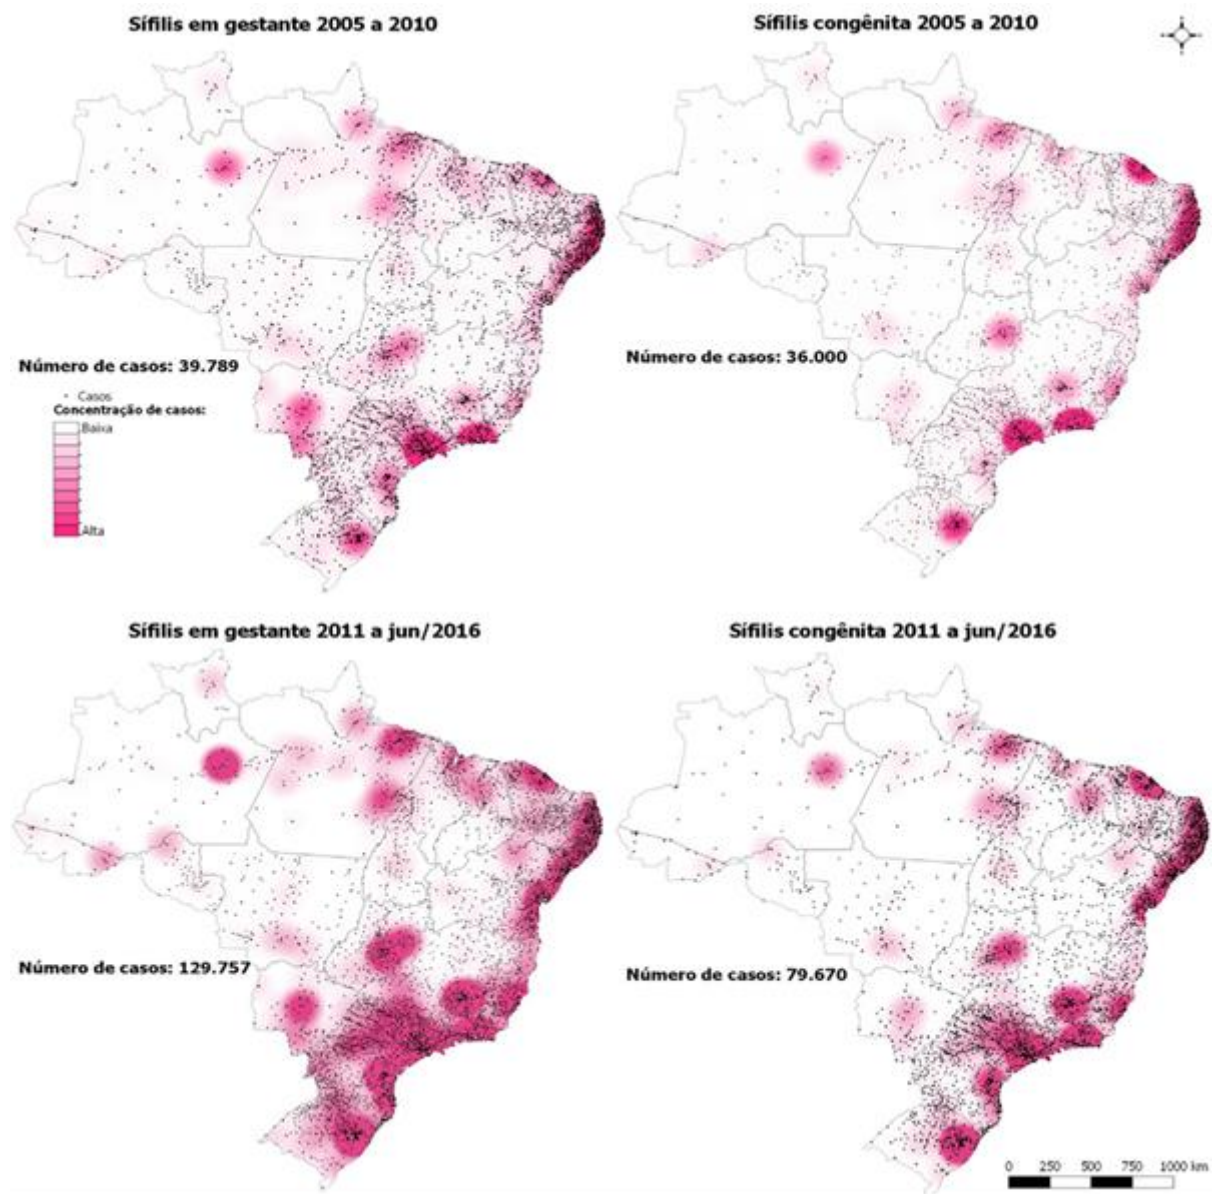 Sífilis em gestante 2005 a 2010
Sífilis congênita 2005 a 2010
Número de casos: 39.789
Casos
Concentração de casos:
Baixa
Alta
Número de casos: 36.000
Sífilis em gestante 2011 a jun/2016
Sífilis congênita 2011 a jun/2016
Número de casos: 129.757
Número de casos: 79.670
0 250 500 750 1000 km